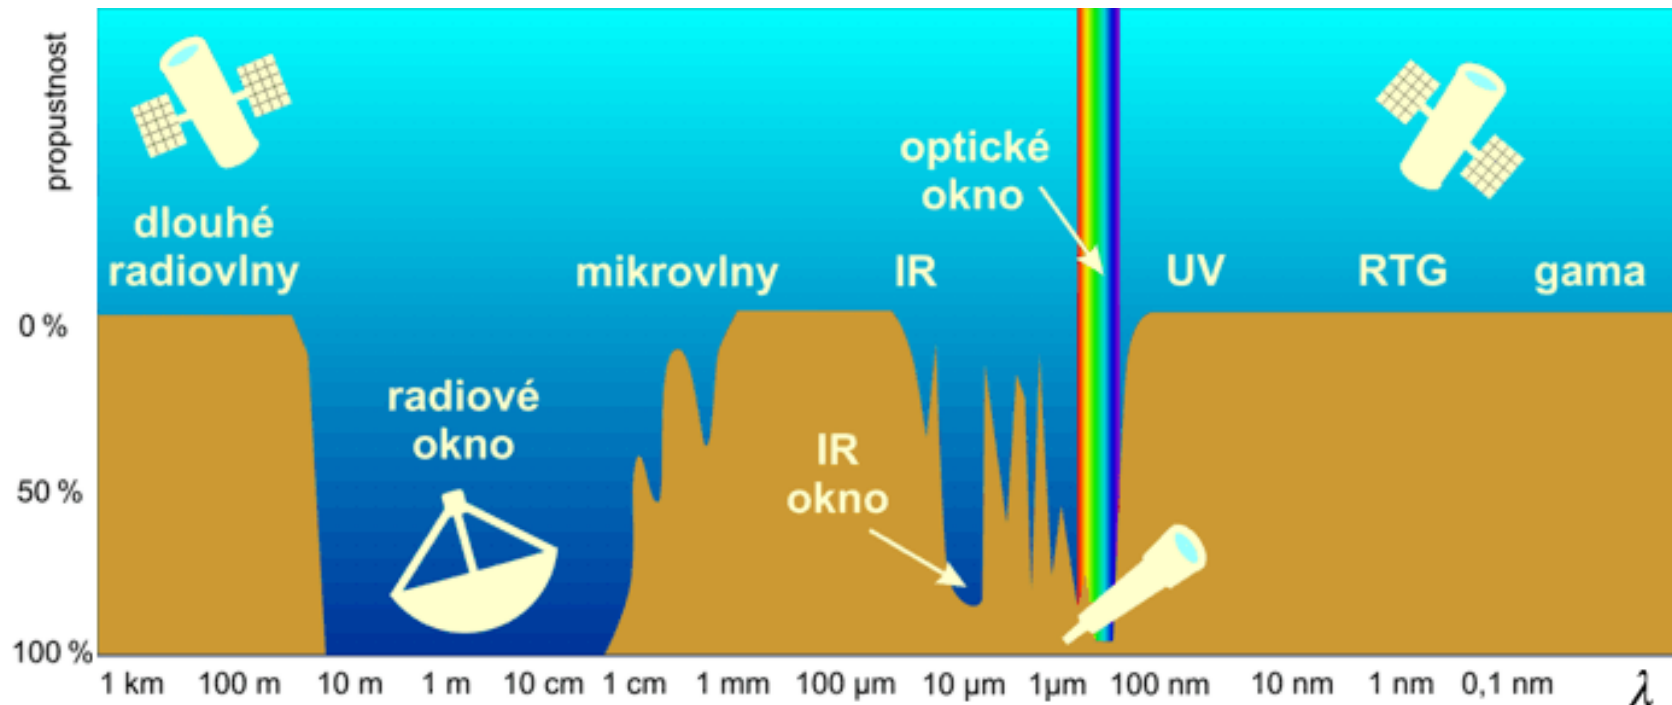 propustnost
dlouhé
radiovlny
mikrovlny
IR
optické
okno
UV
RTG
gama
0 %
radiové
okno
IR
okno
50 %
100 %
1 km 100 m 10 m 1 m 10 cm 1 cm 1 mm 100 µm 10 µm 1µm 100 nm 10 nm 1 nm 0,1 nm λ